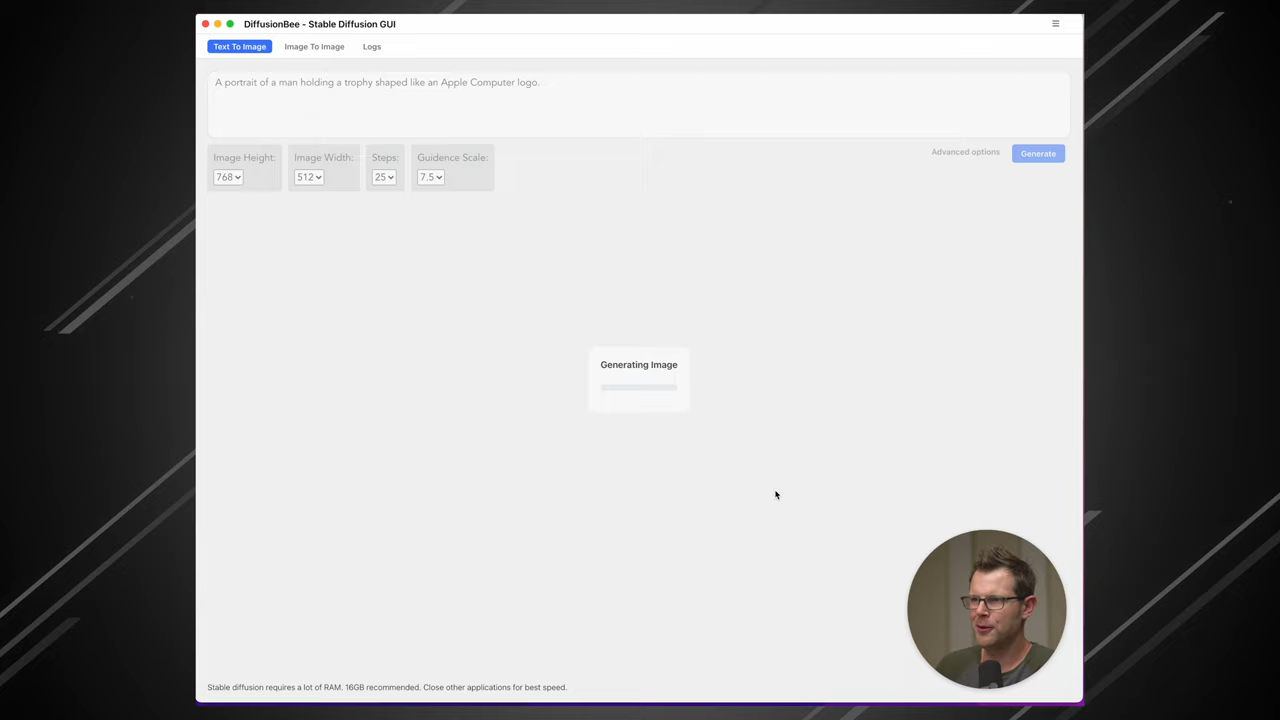 DiffusionBee - Stable Diffusion GUI
Text To Image Image To Image Logs
A portrait of a man holding a trophy shaped like an Apple Computer logo.
Image Height: Image Width: Steps: Guidence Scale: Advanced options Generate
768 512 25 7.5
Generating Image
Stable diffusion requires a lot of RAM. 16GB recommended. Close other applications for best speed.